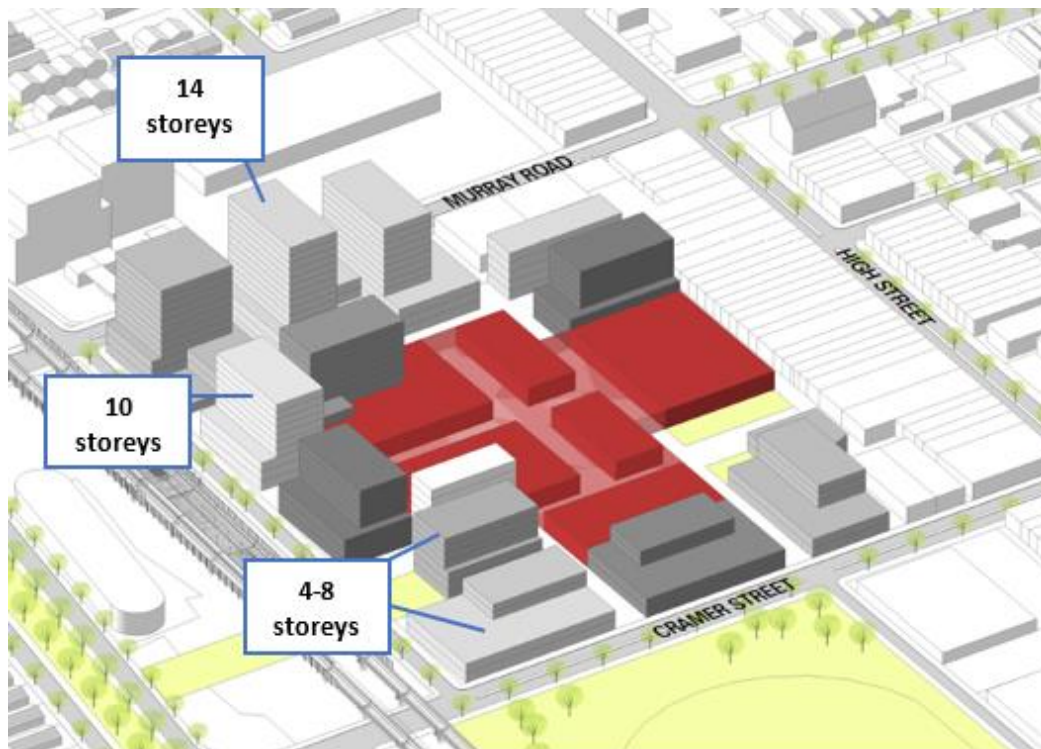 14
storeys
MURRAY ROAD
HIGH STREET
10
storeys
4-8
storeys
CRAMER STREET